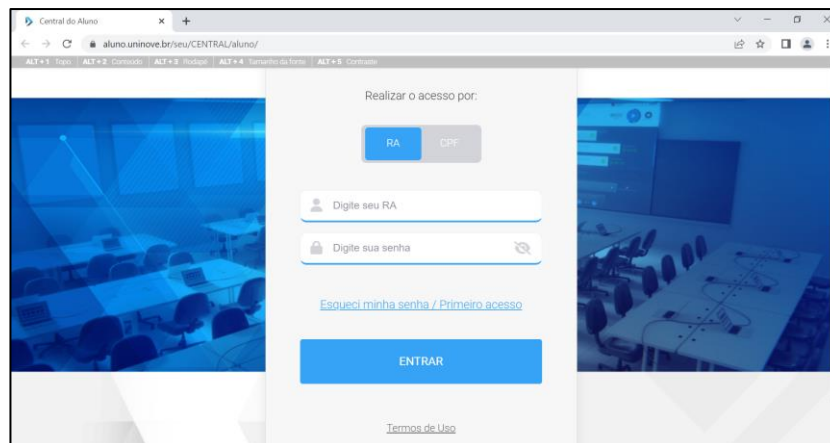 Central do Aluno
aluno.uninove.br/seu/CENTRAL/aluno/
ALT + 1 Topo ALT + 2 Conteúdo ALT + 3 Rodapé ALT + 4 Tamanho da fonte ALT + 5 Contraste
Realizar o acesso por:
RA CPF
Digite seu RA
Digite sua senha
Esqueci minha senha / Primeiro acesso
ENTRAR
Termos de Uso